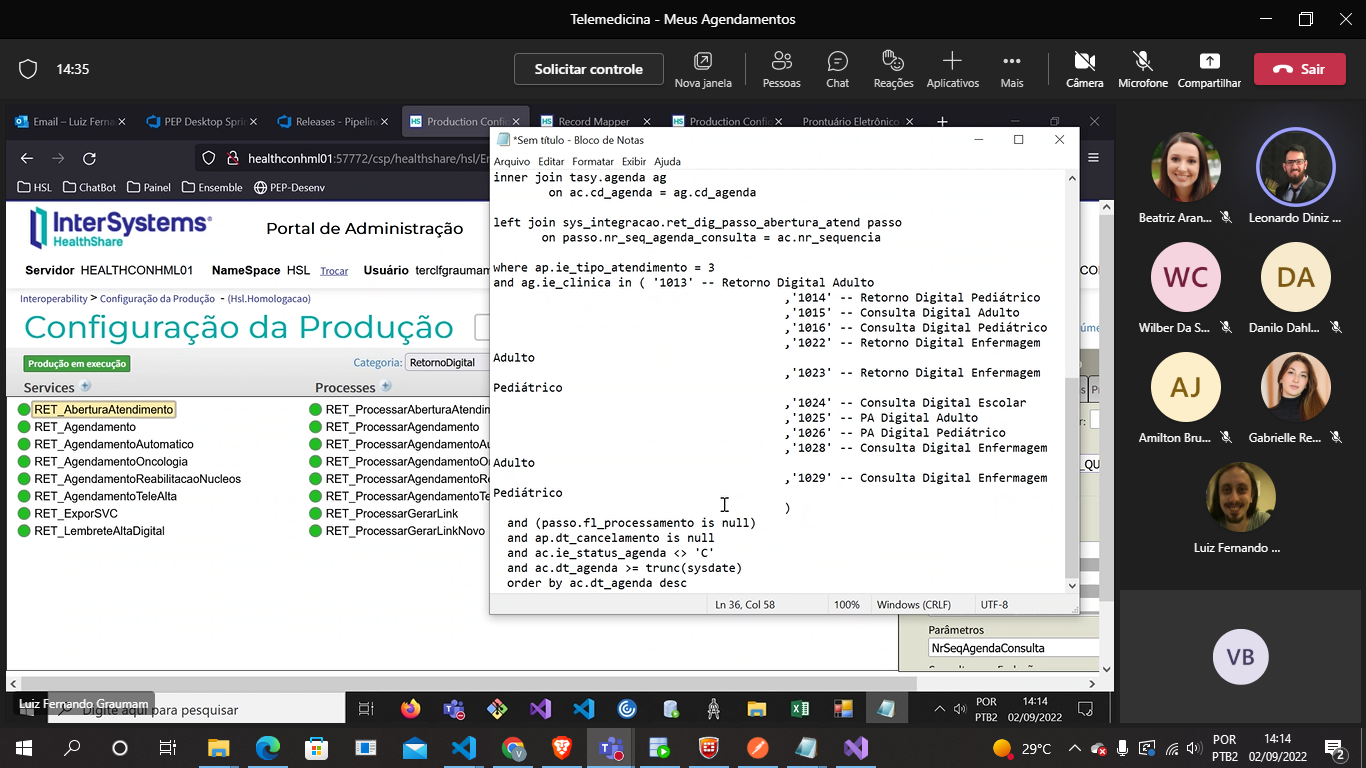 Telemedicina - Meus Agendamentos
14:35
Solicitar controle
Nova janela
Pessoas
Chat
Reações
Aplicativos
Mais
Câmera
Microfone
Compartilhar
Sair
Email – Luiz Ferna
PEP Desktop Sprin
Releases - Pipeline
Production Config
Record Mapper
Production Config
Prontuário Eletrônico
healthconhml01:57772/csp/healthshare/hsl/En
HSL
ChatBot
Painel
Ensemble
PEP-Desenv
InterSystems
HealthShare
Portal de Administração
Servidor HEALTHCONHML01 NameSpace HSL Trocar Usuário terclfgraumam
Interoperability > Configuração da Produção - (Hsl.Homologacao)
Configuração da Produção
Produção em execução
Categoria: RetornoDigital
Services
Processes
RET_AberturaAtendimento
RET_Agendamento
RET_AgendamentoAutomatico
RET_AgendamentoOncologia
RET_AgendamentoReabilitacaoNucleos
RET_AgendamentoTeleAlta
RET_ExporSVC
RET_LembreteAltaDigital
RET_ProcessarAberturaAtendin
RET_ProcessarAgendamento
RET_ProcessarAgendamentoAu
RET_ProcessarAgendamentoO
RET_ProcessarAgendamentoRe
RET_ProcessarAgendamentoTe
RET_ProcessarGerarLink
RET_ProcessarGerarLinkNovo
*Sem título - Bloco de Notas
Arquivo Editar Formatar Exibir Ajuda
inner join tasy.agenda ag
on ac.cd_agenda = ag.cd_agenda
left join sys_integracao.ret_dig_passo_abertura_atend passo
on passo.nr_seq_agenda_consulta = ac.nr_sequencia
where ap.ie_tipo_atendimento = 3
and ag.ie_clinica in ( '1013' -- Retorno Digital Adulto
,'1014' -- Retorno Digital Pediátrico
,'1015' -- Consulta Digital Adulto
,'1016' -- Consulta Digital Pediátrico
,'1022' -- Retorno Digital Enfermagem
Adulto
,'1023' -- Retorno Digital Enfermagem
Pediátrico
,'1024' -- Consulta Digital Escolar
,'1025' -- PA Digital Adulto
,'1026' -- PA Digital Pediátrico
,'1028' -- Consulta Digital Enfermagem
Adulto
,'1029' -- Consulta Digital Enfermagem
Pediátrico
)
and (passo.fl_processamento is null)
and ap.dt_cancelamento is null
and ac.ie_status_agenda <> 'C'
and ac.dt_agenda >= trunc(sysdate)
order by ac.dt_agenda desc
Ln 36, Col 58
100%
Windows (CRLF)
UTF-8
Parâmetros
NrSeqAgendaConsulta
Beatriz Aran...
Leonardo Diniz ...
WC
DA
Wilber Da S...
Danilo Dahl...
AJ
Amilton Bru...
Gabrielle Re...
Luiz Fernando ...
VB
Luiz Fernando Graumam
Digite aqui para pesquisar
POR
PTB2
14:14
02/09/2022
29°C
POR
PTB2
14:14
02/09/2022
2